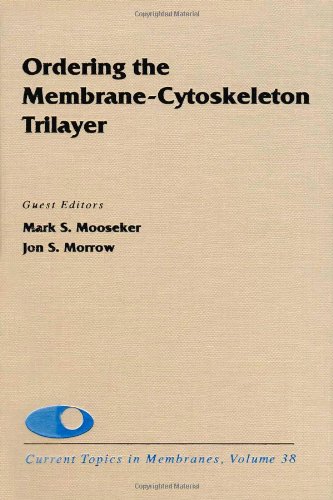 Ordering the
Membrane-Cytoskeleton
Trilayer
Guest Editors
Mark S. Mooseker
Jon S. Morrow
Current Topics in Membranes, Volume 38